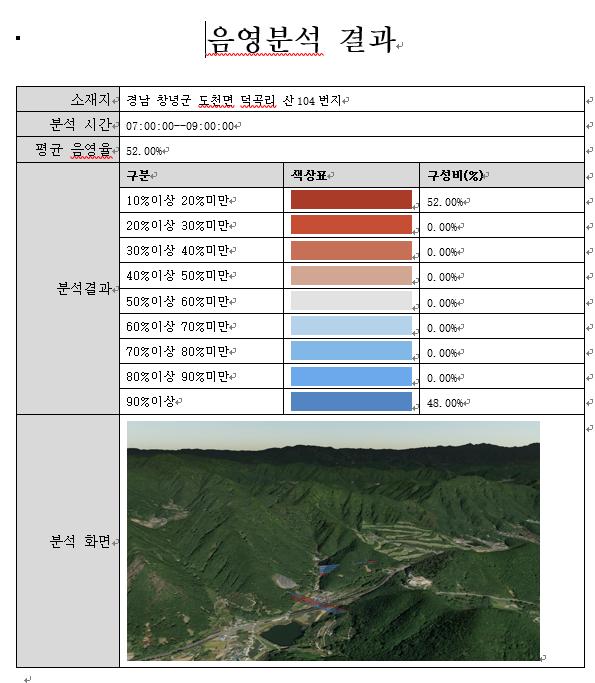 음영분석 결과
소재지 경남 창녕군 도천면 덕곡리 산 104 번지
분석 시간 07:00:00--09:00:00
평균 음영율 52.00%
구분 색상표 구성비(%)
분석결과
10%이상 20%미만 52.00%
20%이상 30%미만 0.00%
30%이상 40%미만 0.00%
40%이상 50%미만 0.00%
50%이상 60%미만 0.00%
60%이상 70%미만 0.00%
70%이상 80%미만 0.00%
80%이상 90%미만 0.00%
90%이상 48.00%
분석 화면